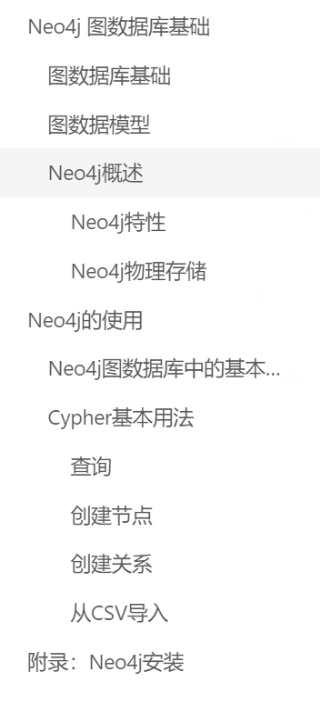 Neo4j 图数据库基础
图数据库基础
图数据模型
Neo4j概述
Neo4j特性
Neo4j物理存储
Neo4j的使用
Neo4j图数据库中的基本...
Cypher基本用法
查询
创建节点
创建关系
从CSV导入
附录：Neo4j安装